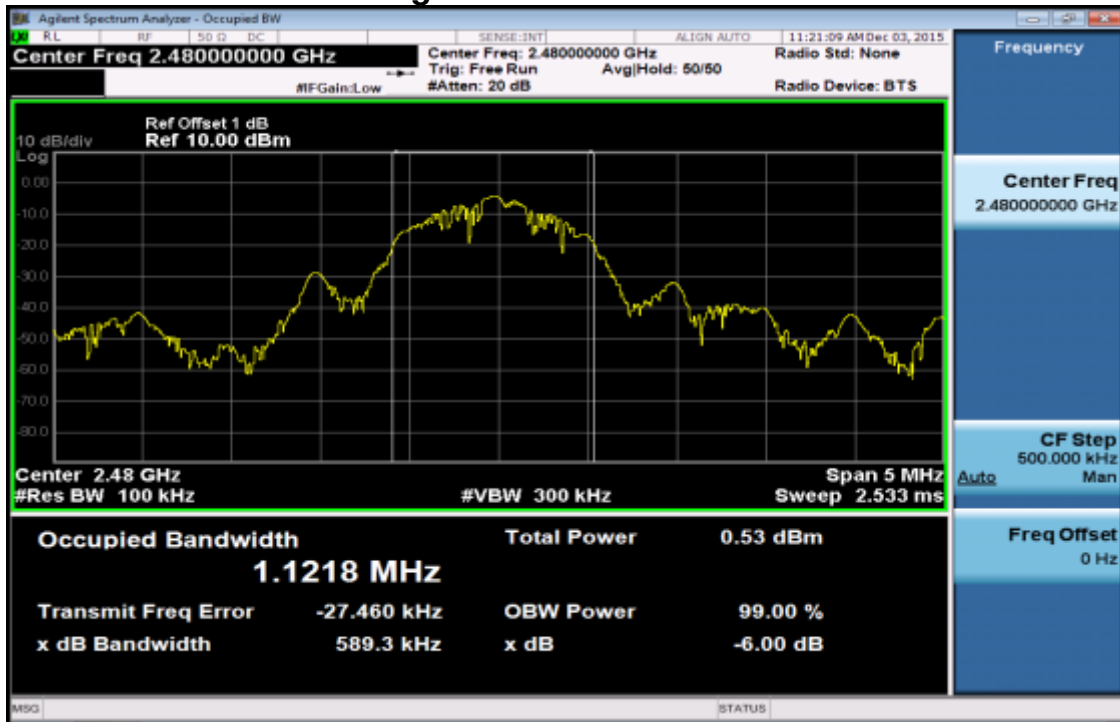 Agilent Spectrum Analyzer - Occupied BW
RL RF 50 Ω DC SENSE:INT ALIGN AUTO 11:21:09 AM Dec 03, 2015
Center Freq 2.480000000 GHz
Center Freq: 2.480000000 GHz Radio Std: None
Trig: Free Run Avg|Hold: 50/50
#IFGain:Low #Atten: 20 dB Radio Device: BTS
Ref Offset 1 dB
10 dB/div Ref 10.00 dBm
Log
0.00
-10.0
-20.0
-30.0
-40.0
-50.0
-60.0
-70.0
-80.0
Center 2.48 GHz Span 5 MHz
#Res BW 100 kHz #VBW 300 kHz Sweep 2.533 ms
Occupied Bandwidth Total Power 0.53 dBm
1.1218 MHz
Transmit Freq Error -27.460 kHz OBW Power 99.00 %
x dB Bandwidth 589.3 kHz x dB -6.00 dB
MSG STATUS
Frequency
Center Freq
2.480000000 GHz
CF Step
500.000 kHz
Auto Man
Freq Offset
0 Hz